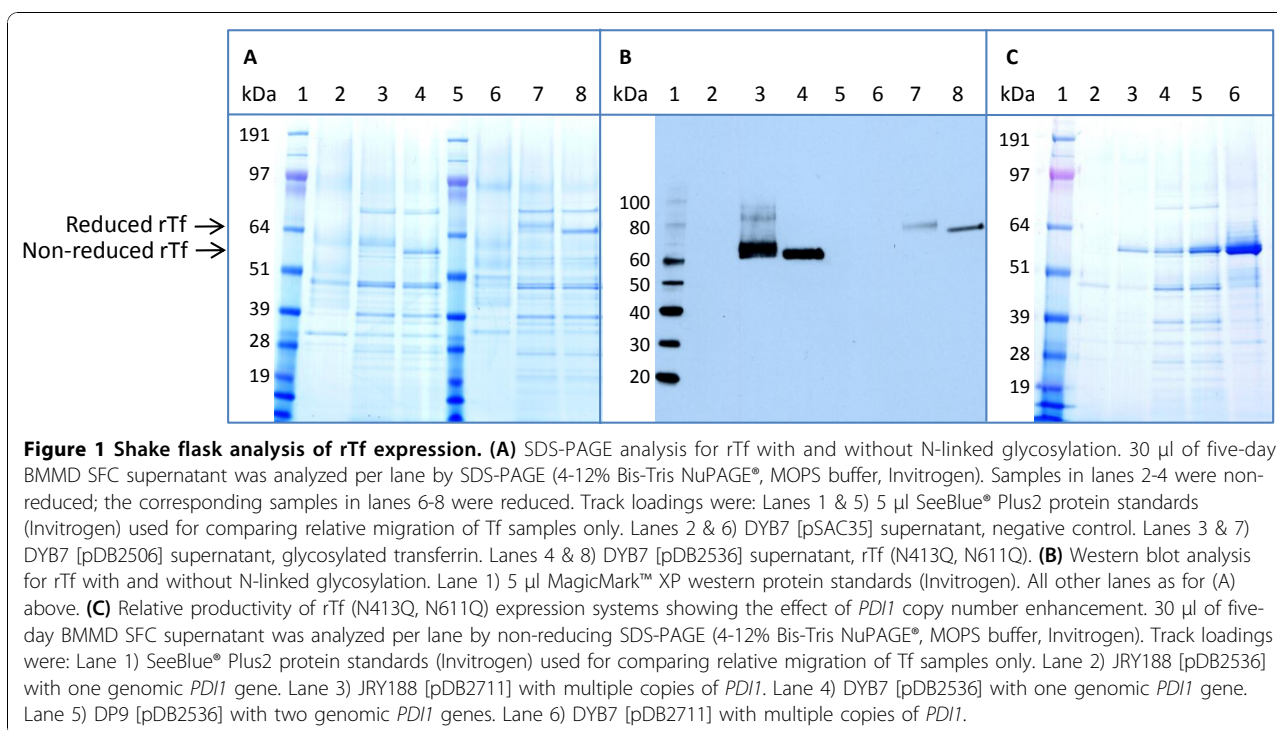 A
B
C
kDa 1 2 3 4 5 6 7 8
kDa 1 2 3 4 5 6 7 8
kDa 1 2 3 4 5 6
191
97
64
51
39
28
19
Reduced rTf
Non-reduced rTf
100
80
60
50
40
30
20
191
97
64
51
39
28
19
Figure 1 Shake flask analysis of rTf expression. (A) SDS-PAGE analysis for rTf with and without N-linked glycosylation. 30 μl of five-day
BMMD SFC supernatant was analyzed per lane by SDS-PAGE (4-12% Bis-Tris NuPAGE®, MOPS buffer, Invitrogen). Samples in lanes 2-4 were non-
reduced; the corresponding samples in lanes 6-8 were reduced. Track loadings were: Lanes 1 & 5) 5 μl SeeBlue® Plus2 protein standards
(Invitrogen) used for comparing relative migration of Tf samples only. Lanes 2 & 6) DYB7 [pSAC35] supernatant, negative control. Lanes 3 & 7)
DYB7 [pDB2506] supernatant, glycosylated transferrin. Lanes 4 & 8) DYB7 [pDB2536] supernatant, rTf (N413Q, N611Q). (B) Western blot analysis
for rTf with and without N-linked glycosylation. Lane 1) 5 μl MagicMark™ XP western protein standards (Invitrogen). All other lanes as for (A)
above. (C) Relative productivity of rTf (N413Q, N611Q) expression systems showing the effect of PDI1 copy number enhancement. 30 μl of five-
day BMMD SFC supernatant was analyzed per lane by non-reducing SDS-PAGE (4-12% Bis-Tris NuPAGE®, MOPS buffer, Invitrogen). Track loadings
were: Lane 1) SeeBlue® Plus2 protein standards (Invitrogen) used for comparing relative migration of Tf samples only. Lane 2) JRY188 [pDB2536]
with one genomic PDI1 gene. Lane 3) JRY188 [pDB2711] with multiple copies of PDI1. Lane 4) DYB7 [pDB2536] with one genomic PDI1 gene.
Lane 5) DP9 [pDB2536] with two genomic PDI1 genes. Lane 6) DYB7 [pDB2711] with multiple copies of PDI1.